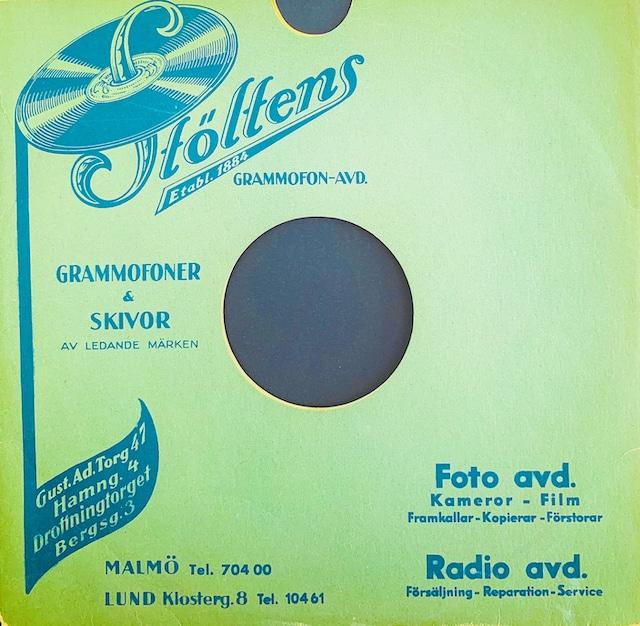 Stöltens
Etabl. 1884
GRAMMOFON-AVD.
GRAMMOFONER
&
SKIVOR
AV LEDANDE MÄRKEN
Gust. Ad. Torg 47
Hamng. 4
Drottningtorget
Bergsg. 3
MALMÖ Tel. 704 00
LUND Klosterg. 8 Tel. 104 61
Foto avd.
Kameror - Film
Framkallar - Kopierar - Förstorar
Radio avd.
Försäljning - Reparation - Service